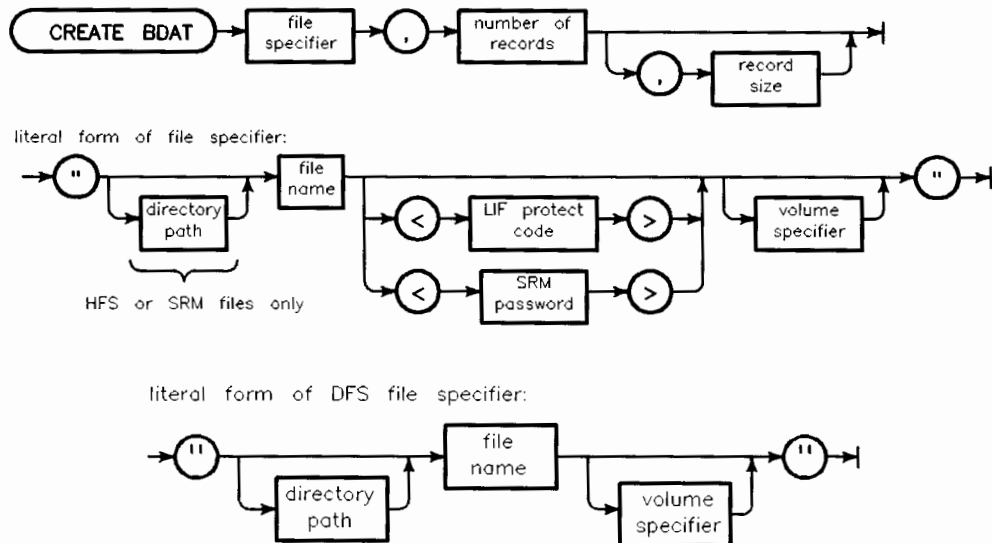 CREATE BDAT
file
specifier
,
number of
records
,
record
size
literal form of file specifier:
"
directory
path
HFS or SRM files only
file
name
<
LIF protect
code
>
<
SRM
password
>
volume
specifier
"
literal form of DFS file specifier:
"
directory
path
file
name
volume
specifier
"